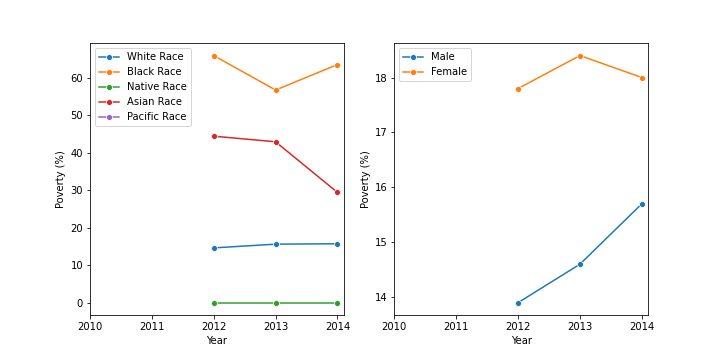 White Race
Black Race
Native Race
Asian Race
Pacific Race
60
50
40
30
20
10
0
Poverty (%)
2010 2011 2012 2013 2014
Year
Male
Female
18
17
16
15
14
Poverty (%)
2010 2011 2012 2013 2014
Year